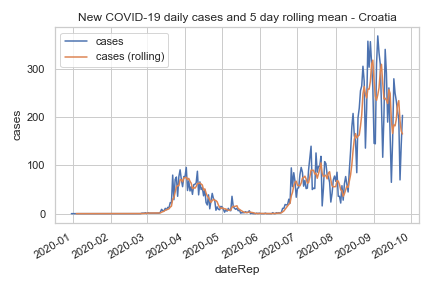 New COVID-19 daily cases and 5 day rolling mean - Croatia
cases
cases (rolling)
cases
300
200
100
0
2020-01
2020-02
2020-03
2020-04
2020-05
2020-06
2020-07
2020-08
2020-09
2020-10
dateRep